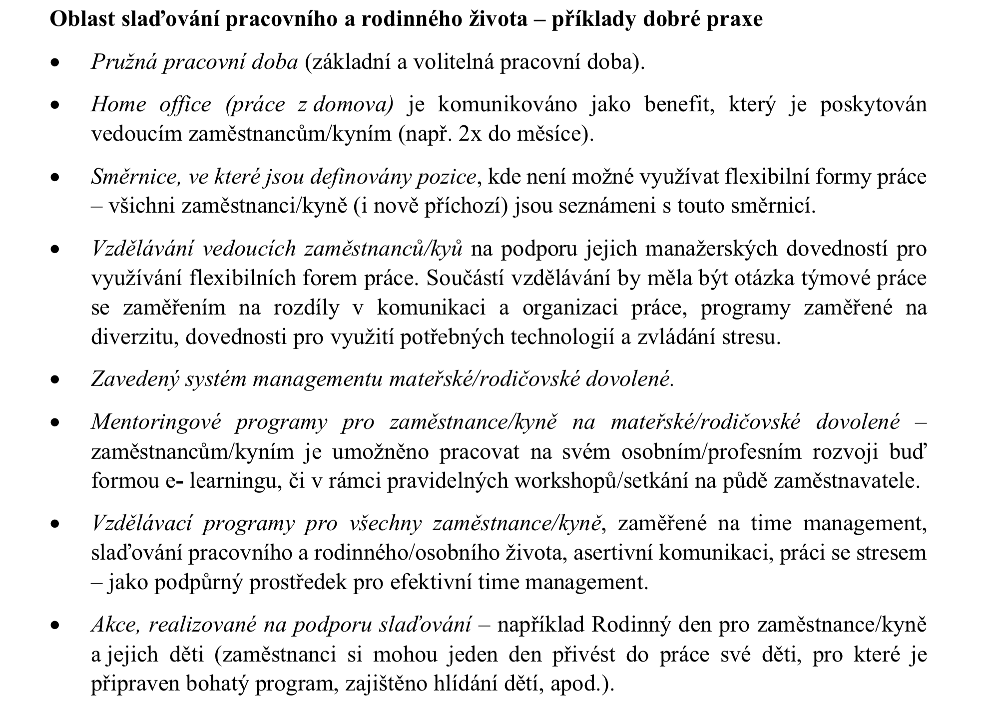 Oblast slaďování pracovního a rodinného života – příklady dobré praxe
• Pružná pracovní doba (základní a volitelná pracovní doba).
• Home office (práce z domova) je komunikováno jako benefit, který je poskytován
vedoucím zaměstnancům/kyním (např. 2x do měsíce).
• Směrnice, ve které jsou definovány pozice, kde není možné využívat flexibilní formy práce
– všichni zaměstnanci/kyně (i nově příchozí) jsou seznámeni s touto směrnicí.
• Vzdělávání vedoucích zaměstnanců/kyů na podporu jejich manažerských dovedností pro
využívání flexibilních forem práce. Součástí vzdělávání by měla být otázka týmové práce
se zaměřením na rozdíly v komunikaci a organizaci práce, programy zaměřené na
diverzitu, dovednosti pro využití potřebných technologií a zvládání stresu.
• Zavedený systém managementu mateřské/rodičovské dovolené.
• Mentoringové programy pro zaměstnance/kyně na mateřské/rodičovské dovolené –
zaměstnancům/kyním je umožněno pracovat na svém osobním/profesním rozvoji buď
formou e- learningu, či v rámci pravidelných workshopů/setkání na půdě zaměstnavatele.
• Vzdělávací programy pro všechny zaměstnance/kyně, zaměřené na time management,
slaďování pracovního a rodinného/osobního života, asertivní komunikaci, práci se stresem
– jako podpůrný prostředek pro efektivní time management.
• Akce, realizované na podporu slaďování – například Rodinný den pro zaměstnance/kyně
a jejich děti (zaměstnanci si mohou jeden den přivést do práce své děti, pro které je
připraven bohatý program, zajištěno hlídání dětí, apod.).